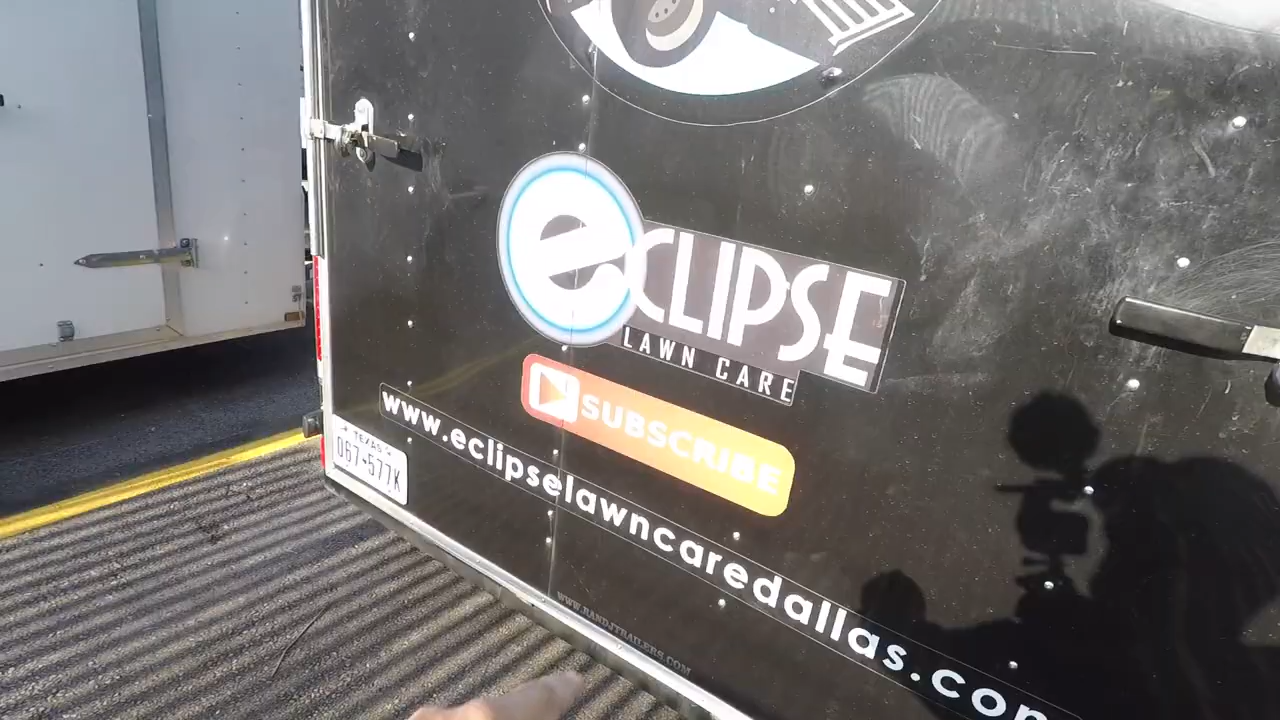 eCLIPSE
LAWN CARE
SUBSCRIBE
www.eclipselawncaredallas.com
TEXAS
067-577K
WWW.RANDJTRAILERS.COM